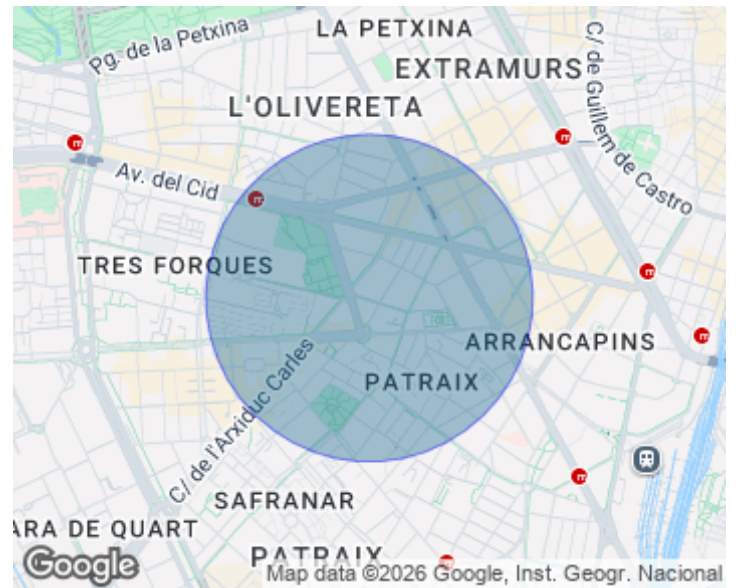 LA PETXINA
Pg. de la Petxina
EXTRAMURS
C/ de Guillem de Castro
L'OLIVERETA
Av. del Cid
TRES FORQUES
ARRANCAPINS
PATRAIX
C/ de l'Arxiduc Carles
SAFRANAR
ARA DE QUART
PATRAIX
Google
Map data ©2026 Google, Inst. Geogr. Nacional